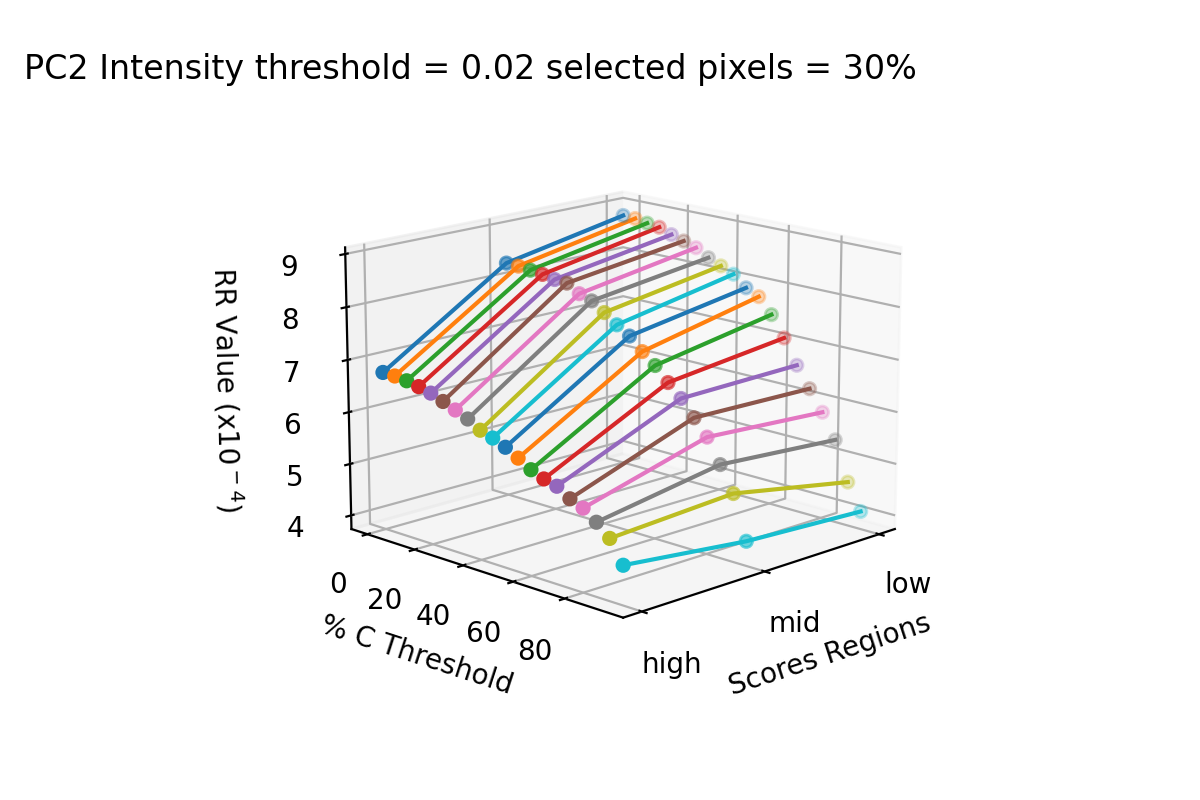 PC2 Intensity threshold = 0.02 selected pixels = 30%
9
8
7
6
5
4
RR Value (x10⁻⁴)
0
20
40
60
80
% C Threshold
high
mid
low
Scores Regions